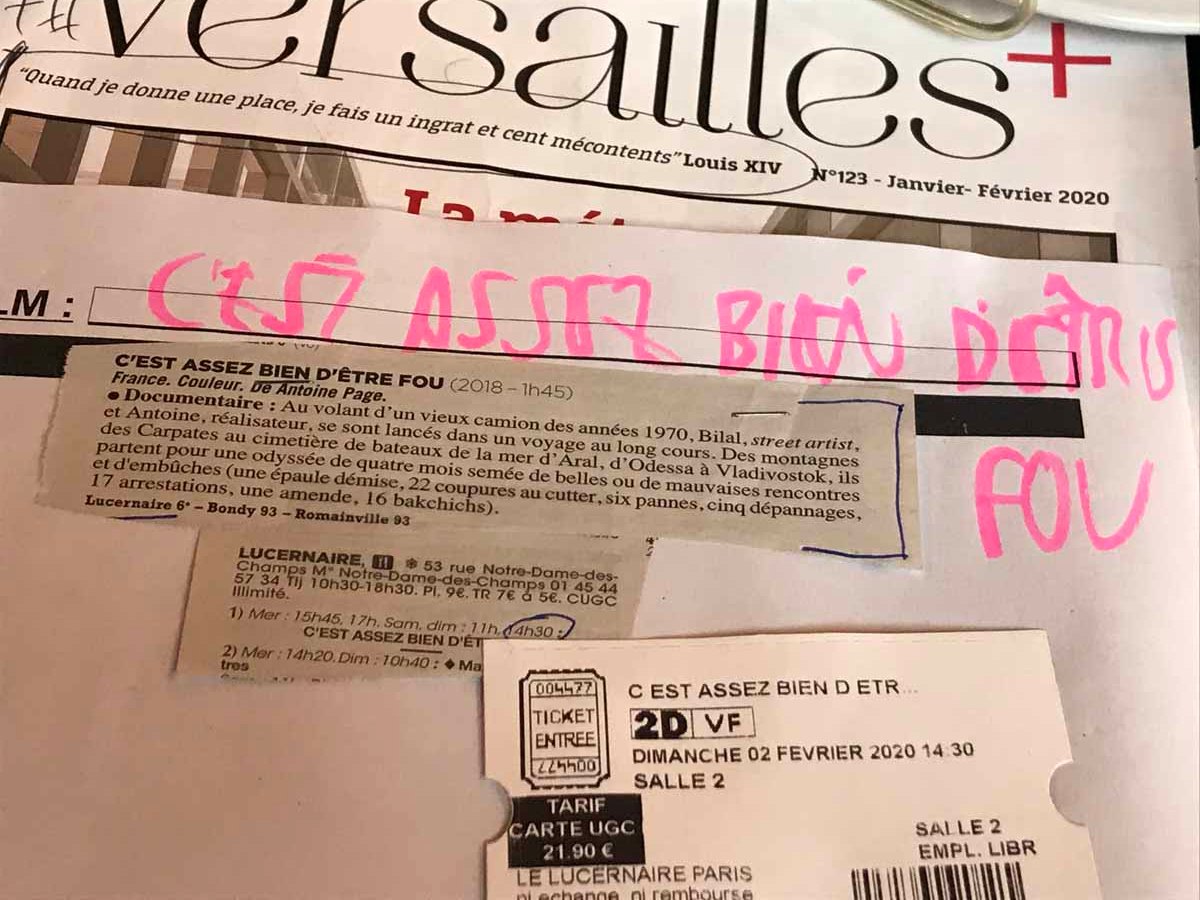 Versailles+
"Quand je donne une place, je fais un ingrat et cent mécontents" Louis XIV
N°123 - Janvier- Février 2020
La mét
LM :
C'EST ASSEZ BIEN D'ÊTRE
FOU
C'EST ASSEZ BIEN D'ÊTRE FOU (2018 – 1h45)
France. Couleur. De Antoine Page.
• Documentaire : Au volant d'un vieux camion des années 1970, Bilal, street artist,
et Antoine, réalisateur, se sont lancés dans un voyage au long cours. Des montagnes
des Carpates au cimetière de bateaux de la mer d'Aral, d'Odessa à Vladivostok, ils
partent pour une odyssée de quatre mois semée de belles ou de mauvaises rencontres
et d'embûches (une épaule démise, 22 coupures au cutter, six pannes, cinq dépannages,
17 arrestations, une amende, 16 bakchichs).
Lucernaire 6e – Bondy 93 – Romainville 93
LUCERNAIRE, ❄ 53 rue Notre-Dame-des-
Champs M° Notre-Dame-des-Champs 01 45 44
57 34 Tlj 10h30-18h30. Pl. 9€. TR 7€ à 5€. CUGC
Illimité.
1) Mer : 15h45, 17h. Sam, dim : 11h, 14h30 :
C'EST ASSEZ BIEN D'ÊT
2) Mer : 14h20. Dim : 10h40 : ◆ Ma
tres
004477
TICKET
ENTREE
C EST ASSEZ BIEN D ETR...
2D VF
DIMANCHE 02 FEVRIER 2020 14:30
SALLE 2
TARIF
CARTE UGC
21.90 €
SALLE 2
EMPL. LIBR
LE LUCERNAIRE PARIS
ni echange, ni rembourse